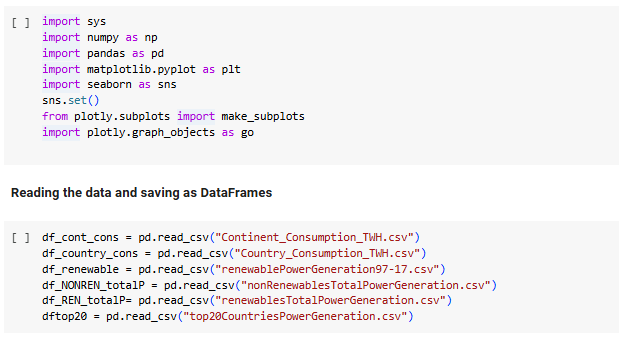 [ ] import sys
import numpy as np
import pandas as pd
import matplotlib.pyplot as plt
import seaborn as sns
sns.set()
from plotly.subplots import make_subplots
import plotly.graph_objects as go
Reading the data and saving as DataFrames
[ ] df_cont_cons = pd.read_csv("Continent_Consumption_TWH.csv")
df_country_cons = pd.read_csv("Country_Consumption_TWH.csv")
df_renewable = pd.read_csv("renewablePowerGeneration97-17.csv")
df_NONREN_totalP = pd.read_csv("nonRenewablesTotalPowerGeneration.csv")
df_REN_totalP= pd.read_csv("renewablesTotalPowerGeneration.csv")
dftop20 = pd.read_csv("top20CountriesPowerGeneration.csv")